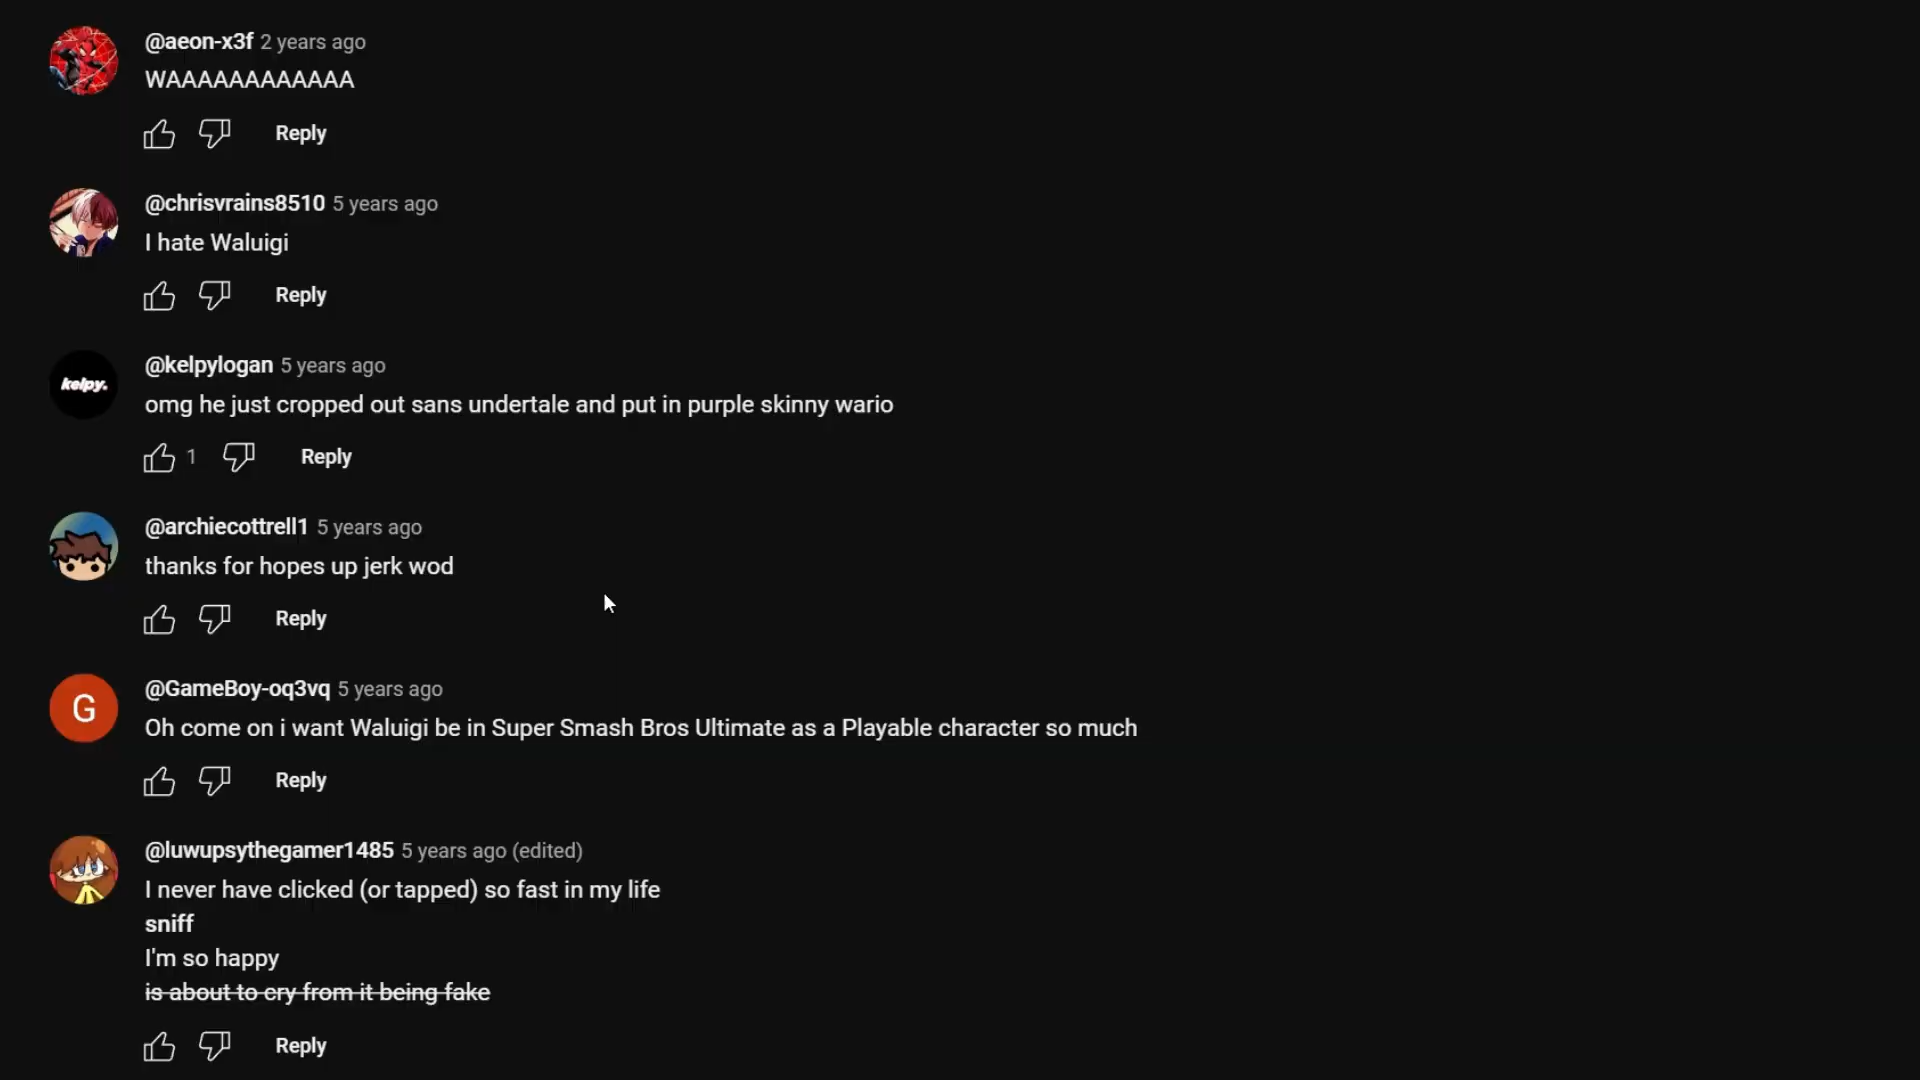 @aeon-x3f 2 years ago
WAAAAAAAAAAAA
Reply
@chrisvrains8510 5 years ago
I hate Waluigi
Reply
kelpy.
@kelpylogan 5 years ago
omg he just cropped out sans undertale and put in purple skinny wario
1 Reply
@archiecottrell1 5 years ago
thanks for hopes up jerk wod
Reply
G
@GameBoy-oq3vq 5 years ago
Oh come on i want Waluigi be in Super Smash Bros Ultimate as a Playable character so much
Reply
@luwupsythegamer1485 5 years ago (edited)
I never have clicked (or tapped) so fast in my life
sniff
I'm so happy
is about to cry from it being fake
Reply